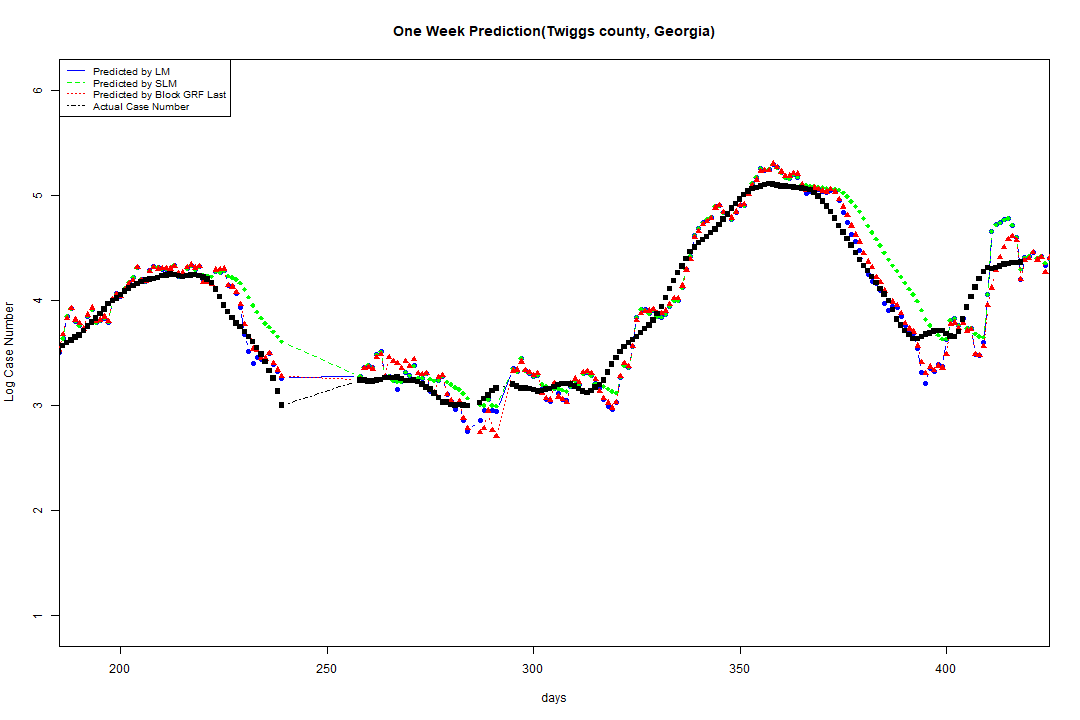 One Week Prediction(Twiggs county, Georgia)
Predicted by LM
Predicted by SLM
Predicted by Block GRF Last
Actual Case Number
Log Case Number
6
5
4
3
2
1
200 250 300 350 400
days